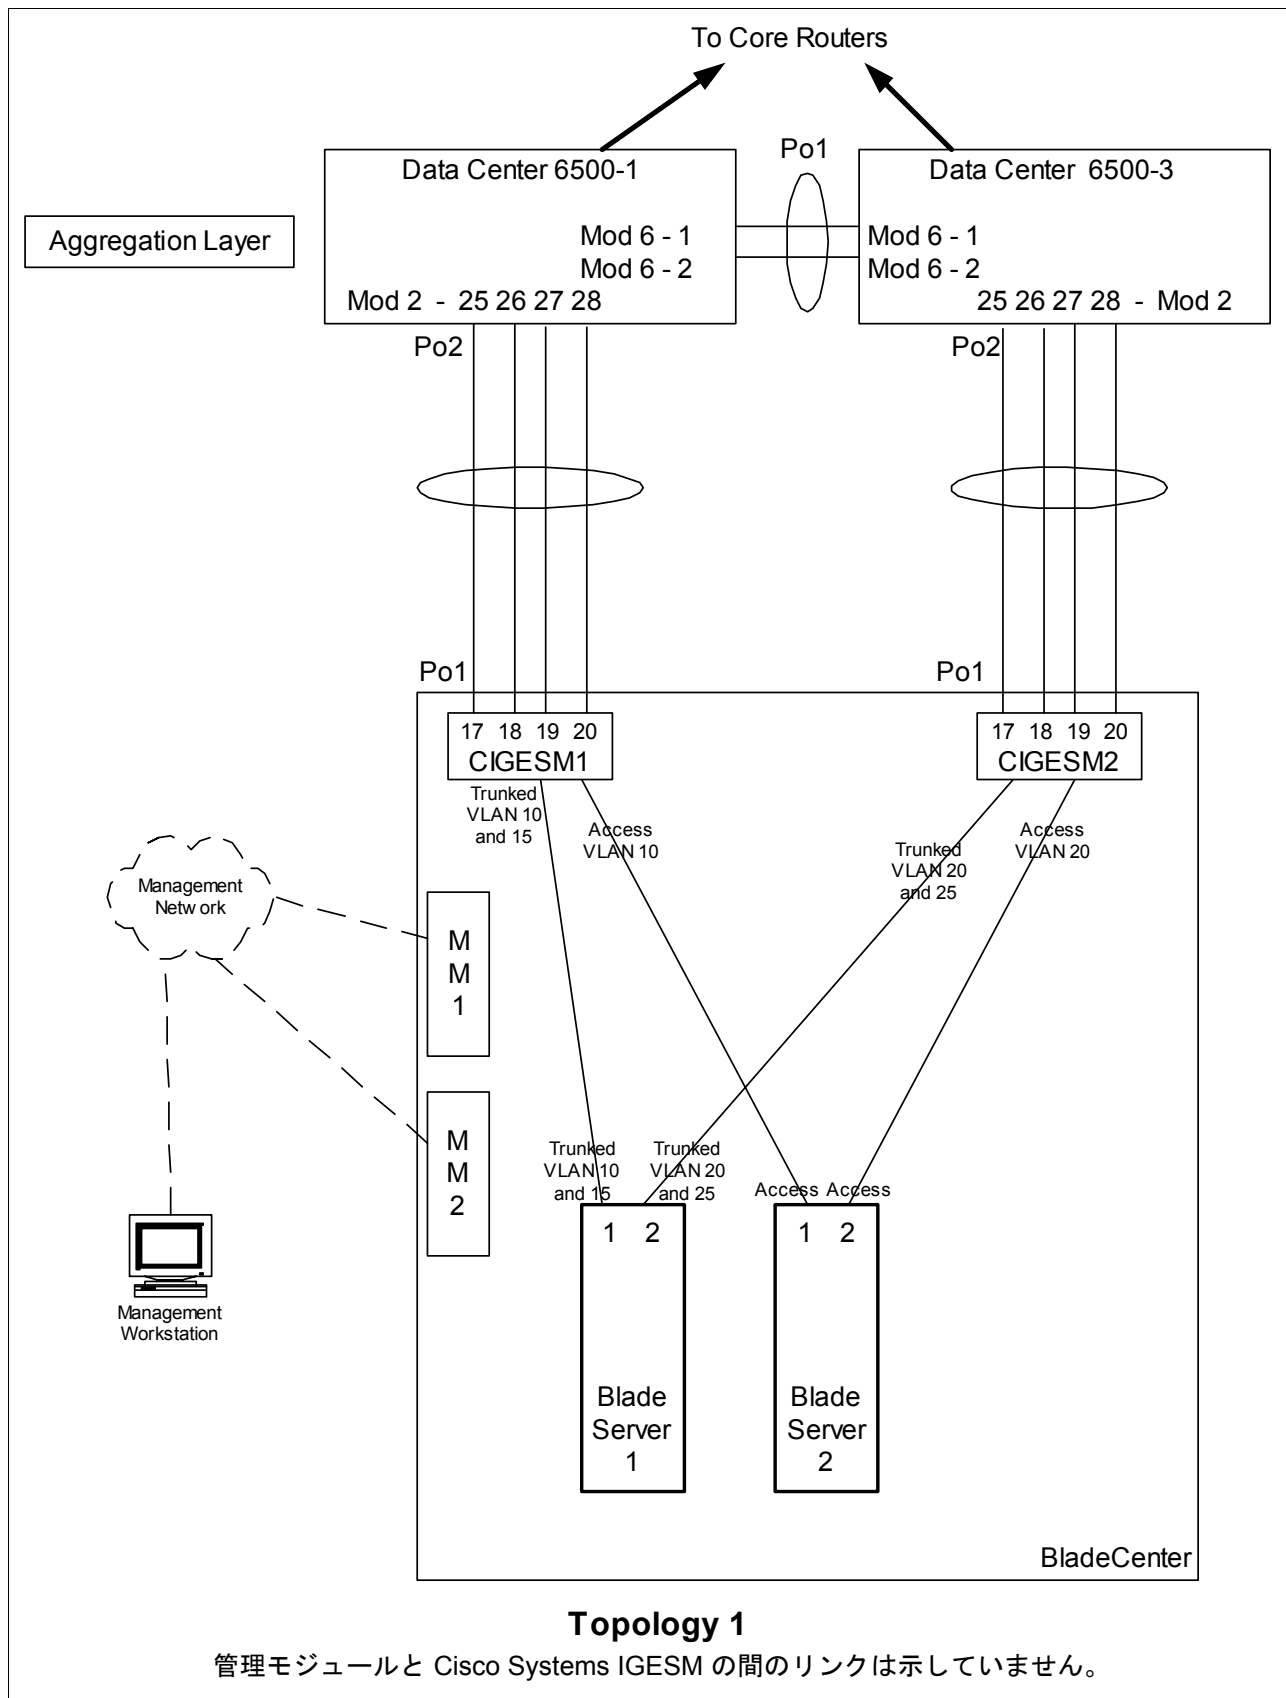 To Core Routers
Po1
Data Center 6500-1
Data Center 6500-3
Aggregation Layer
Mod 6 - 1
Mod 6 - 2
Mod 6 - 1
Mod 6 - 2
Mod 2 - 25 26 27 28
25 26 27 28 - Mod 2
Po2
Po2
Po1
Po1
17 18 19 20
CIGESM1
17 18 19 20
CIGESM2
Trunked
VLAN 10
and 15
Access
VLAN 10
Trunked
VLAN 20
and 25
Access
VLAN 20
Management
Network
M
M
1
M
M
2
Trunked
VLAN 10
and 15
Trunked
VLAN 20
and 25
Access
Access
1 2
1 2
Management
Workstation
Blade
Server
1
Blade
Server
2
BladeCenter
Topology 1
管理モジュールと Cisco Systems IGESM の間のリンクは示していません。